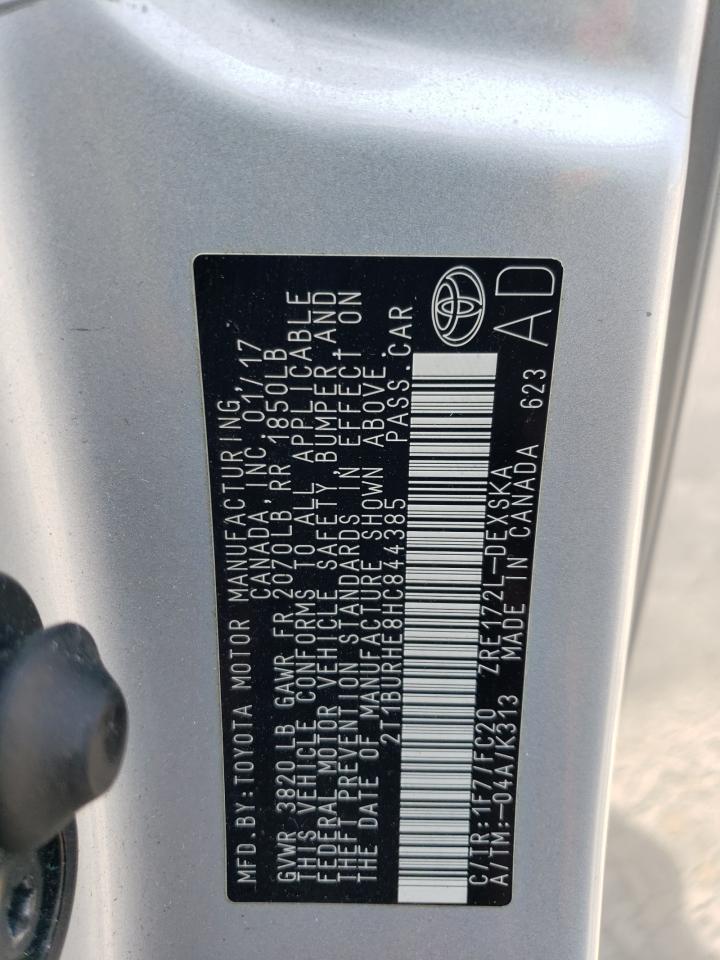 MFD.BY:TOYOTA MOTOR MANUFACTURING,
CANADA, INC. 01/17
GVWR 3820LB GAWR FR.2070LB, RR 1850LB
THIS VEHICLE CONFORMS TO ALL APPLICABLE
FEDERAL MOTOR VEHICLE SAFETY, BUMPER, AND
THEFT PREVENTION STANDARDS IN EFFECT ON
THE DATE OF MANUFACTURE SHOWN ABOVE.
2T1BURHE8HC844385 PASS.CAR
C/TR:1F7/FC20 ZRE172L-DEXSKA
A/TM:-04A/K313 MADE IN CANADA 623
AD